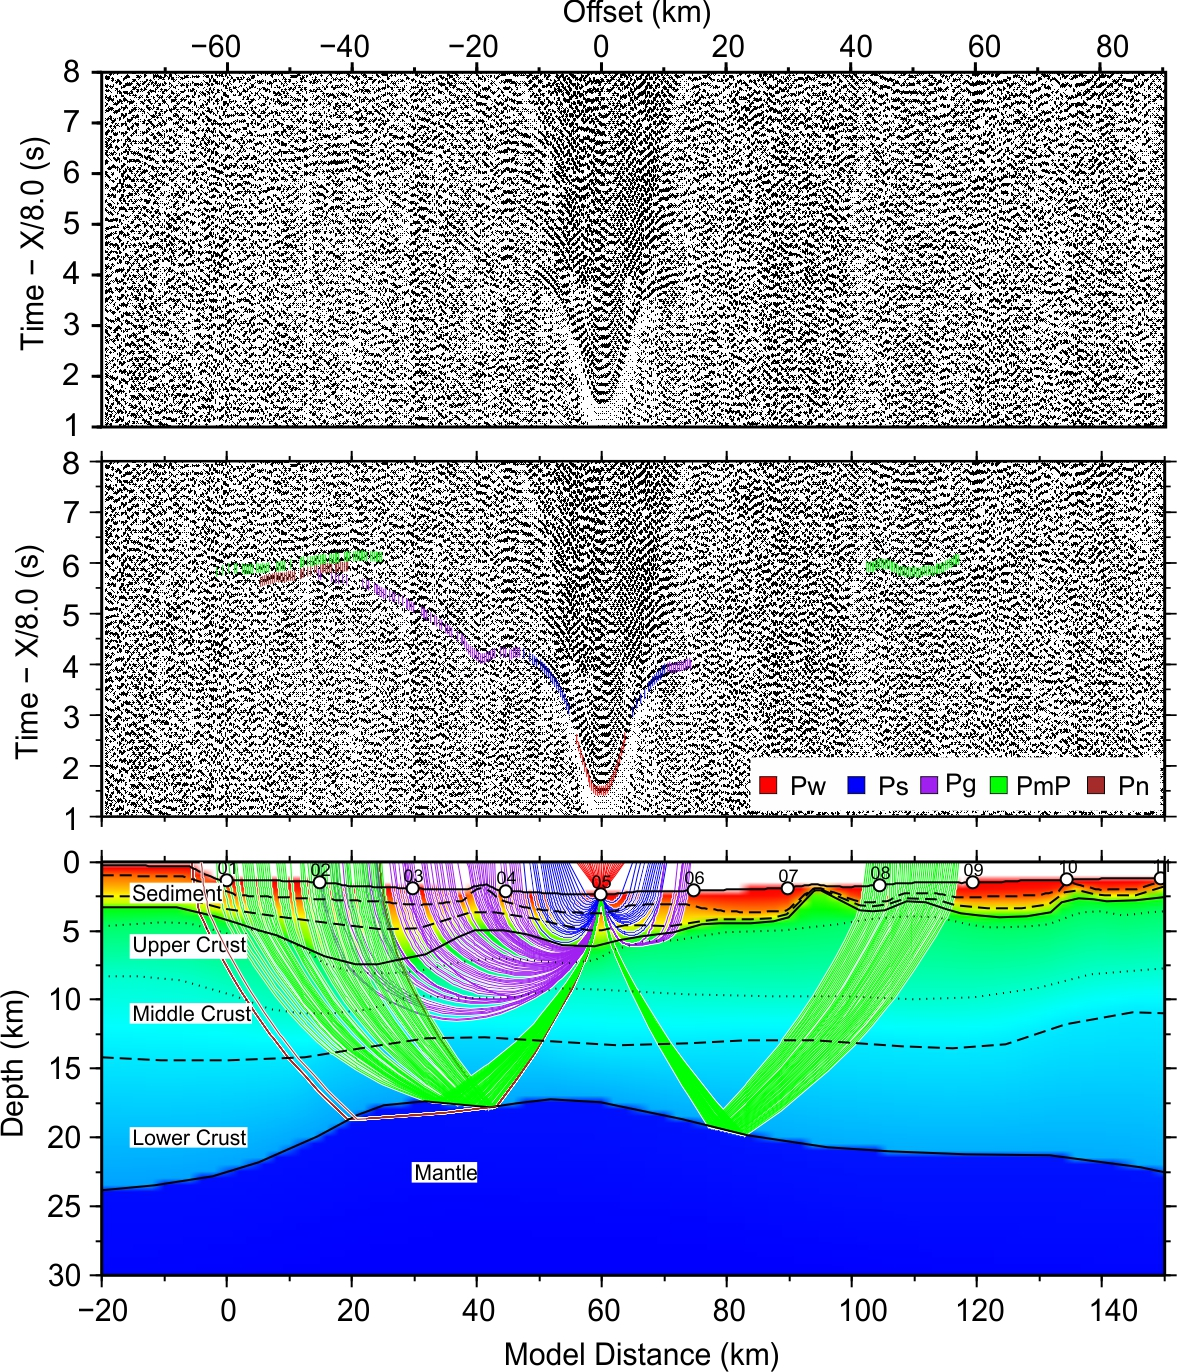 Offset (km)
−60 −40 −20 0 20 40 60 80
8
7
6
5
4
3
2
1
Time − X/8.0 (s)
8
7
6
5
4
3
2
1
Time − X/8.0 (s)
Pw Ps Pg PmP Pn
0
5
10
15
20
25
30
Depth (km)
01 02 03 04 05 06 07 08 09 10
Sediment
Upper Crust
Middle Crust
Lower Crust
Mantle
−20 0 20 40 60 80 100 120 140
Model Distance (km)